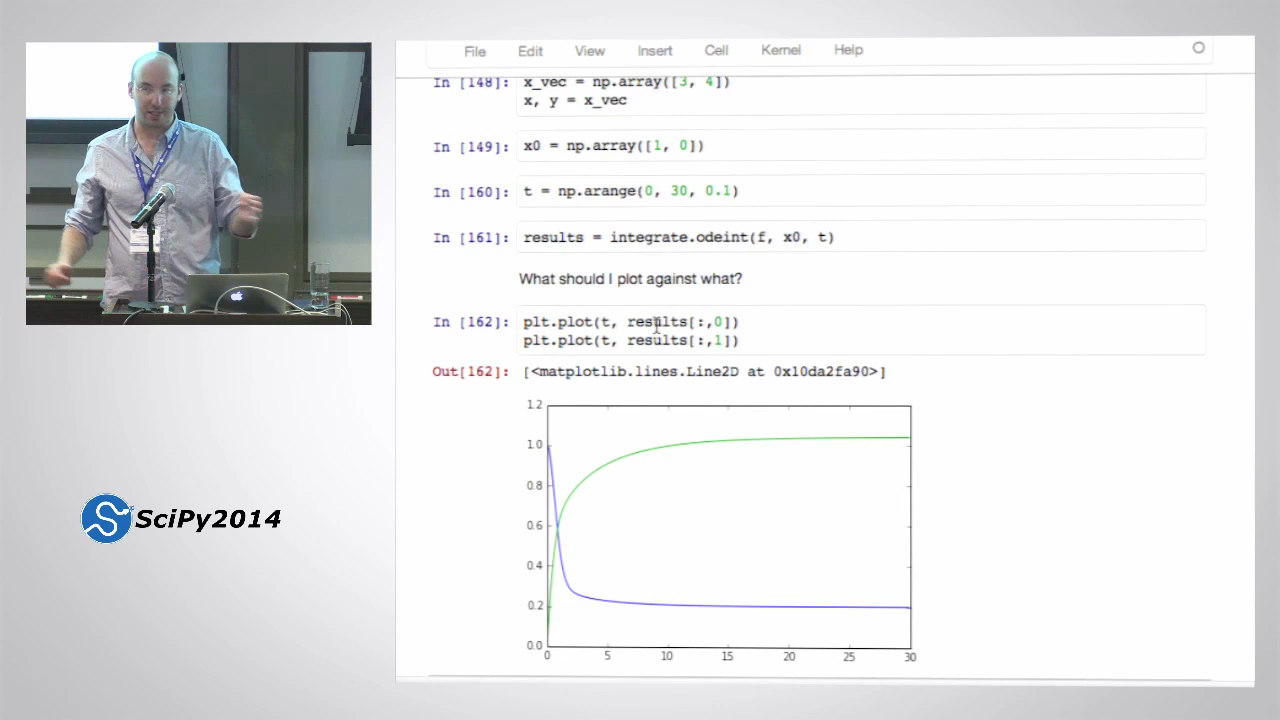 File Edit View Insert Cell Kernel Help
In [148]: x_vec = np.array([3, 4])
x, y = x_vec
In [149]: x0 = np.array([1, 0])
In [160]: t = np.arange(0, 30, 0.1)
In [161]: results = integrate.odeint(f, x0, t)
What should I plot against what?
In [162]: plt.plot(t, results[:,0])
plt.plot(t, results[:,1])
Out[162]: [<matplotlib.lines.Line2D at 0x10da2fa90>]
1.2
1.0
0.8
0.6
0.4
0.2
0.0
0 5 10 15 20 25 30
SciPy2014